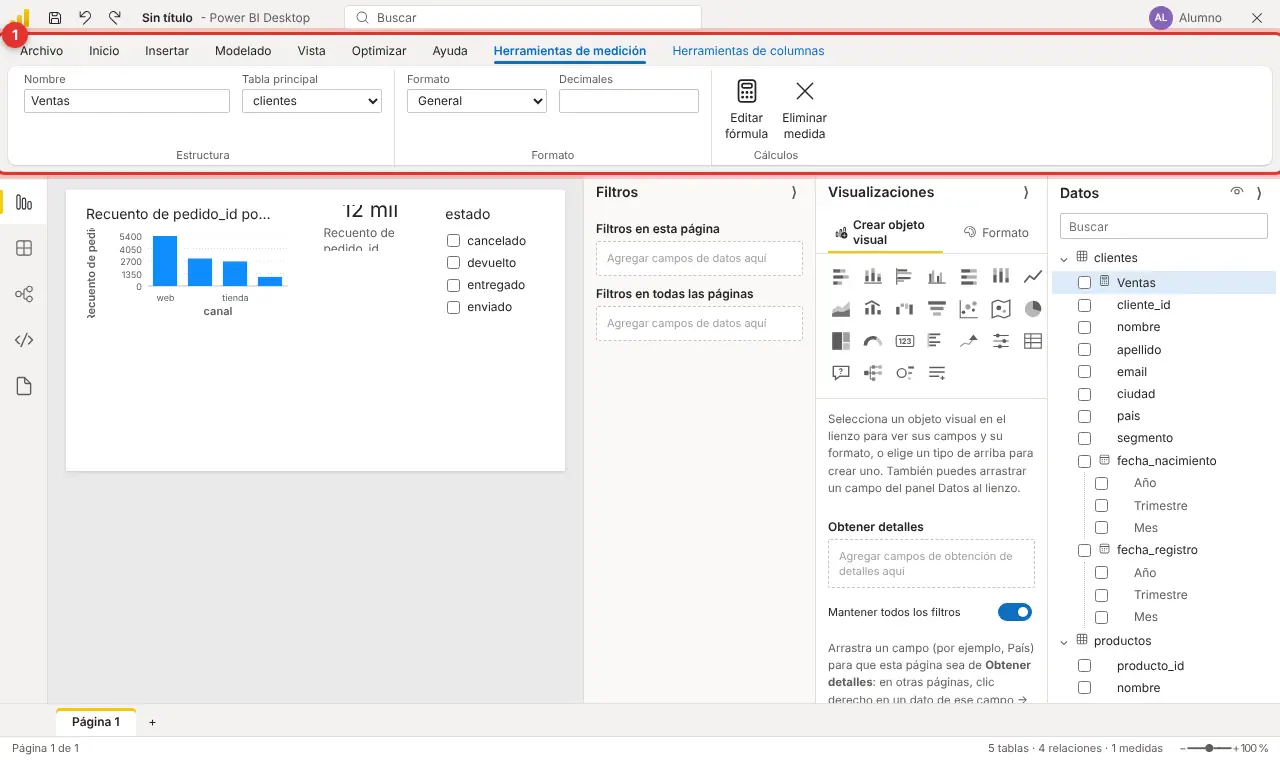 Sin título - Power BI Desktop
Buscar
AL Alumno
1
Archivo Inicio Insertar Modelado Vista Optimizar Ayuda Herramientas de medición Herramientas de columnas
Nombre
Ventas
Tabla principal
clientes
Estructura
Formato
General
Decimales
Formato
Editar
fórmula
Eliminar
medida
Cálculos
Recuento de pedido_id po...
Recuento de pedi
5400
4050
2700
1350
0
web tienda
canal
12 mil
Recuento de
pedido_id
estado
cancelado
devuelto
entregado
enviado
Filtros
Filtros en esta página
Agregar campos de datos aquí
Filtros en todas las páginas
Agregar campos de datos aquí
Visualizaciones
Crear objeto
visual
Formato
123
Selecciona un objeto visual en el
lienzo para ver sus campos y su
formato, o elige un tipo de arriba para
crear uno. También puedes arrastrar
un campo del panel Datos al lienzo.
Obtener detalles
Agregar campos de obtención de
detalles aquí
Mantener todos los filtros
Arrastra un campo (por ejemplo, País)
para que esta página sea de Obtener
detalles: en otras páginas, clic
derecho en un dato de ese campo →
Datos
Buscar
clientes
Ventas
cliente_id
nombre
apellido
email
ciudad
pais
segmento
fecha_nacimiento
Año
Trimestre
Mes
fecha_registro
Año
Trimestre
Mes
productos
producto_id
nombre
Página 1 +
Página 1 de 1
5 tablas · 4 relaciones · 1 medidas
− + 100 %